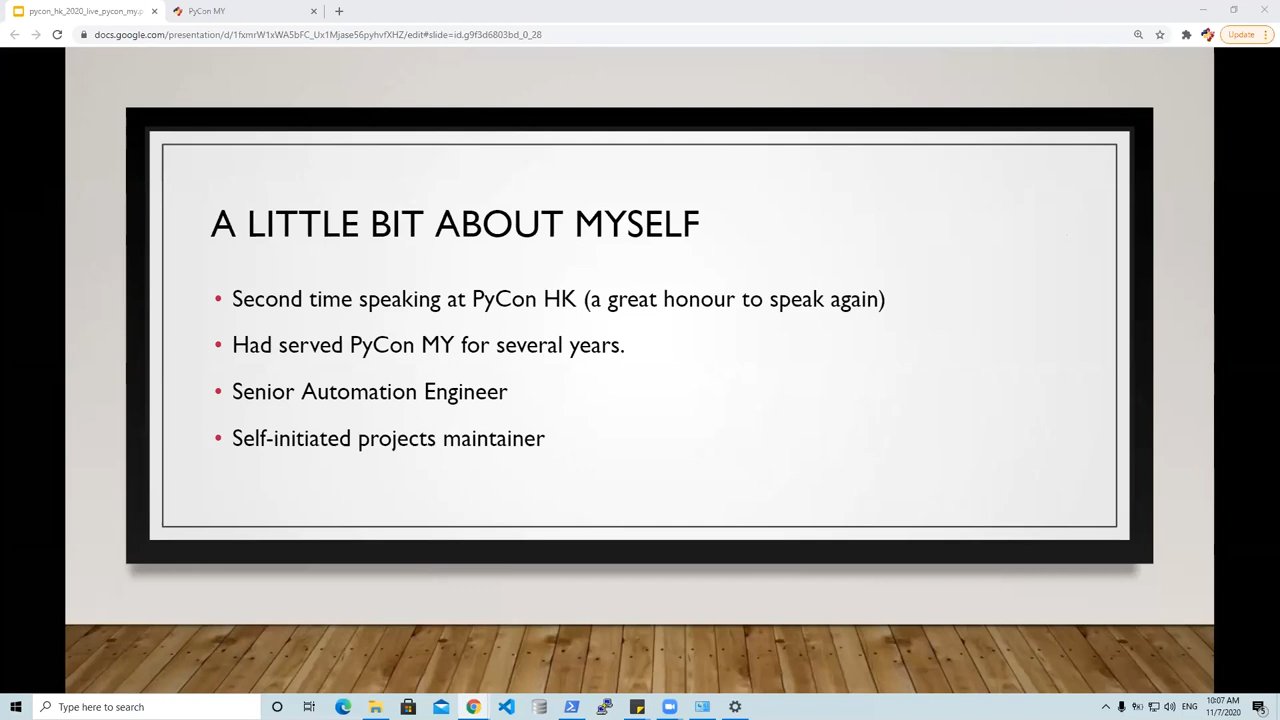 pycon_hk_2020_live_pycon_my.p
PyCon MY
docs.google.com/presentation/d/1fxmrW1xWA5bFC_Ux1Mjase56pyhvfXHZ/edit#slide=id.g9f3d6803bd_0_28
Update
A LITTLE BIT ABOUT MYSELF
• Second time speaking at PyCon HK (a great honour to speak again)
• Had served PyCon MY for several years.
• Senior Automation Engineer
• Self-initiated projects maintainer
Type here to search
ENG
10:07 AM
11/7/2020
5